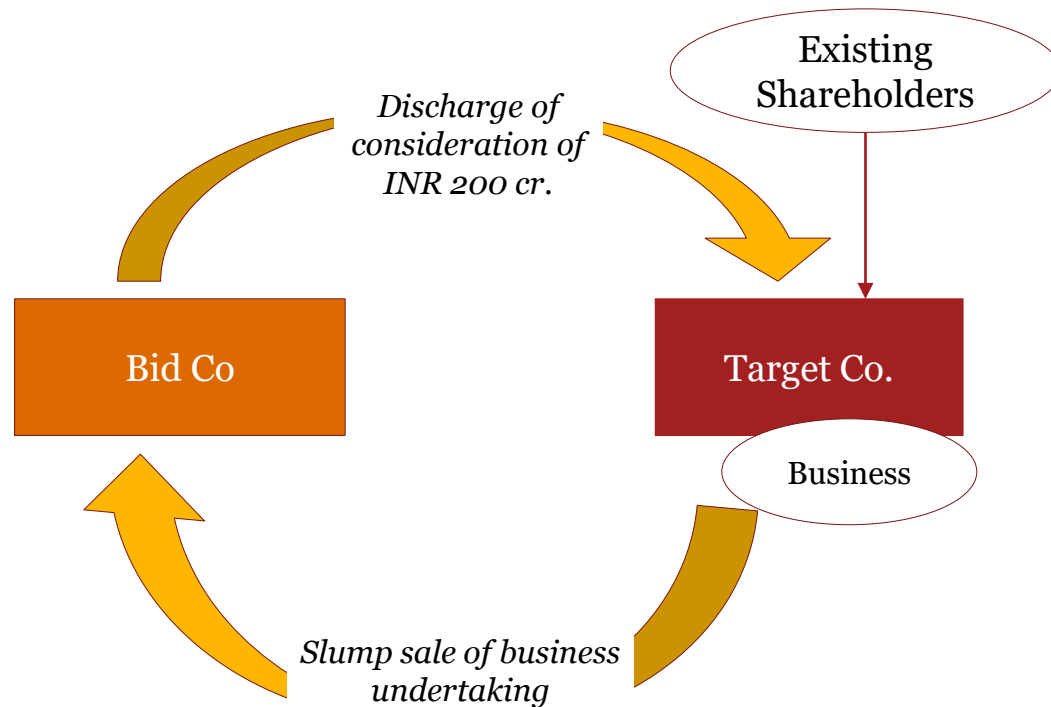 Existing
Shareholders
Discharge of
consideration of
INR 200 cr.
Bid Co
Target Co.
Business
Slump sale of business
undertaking